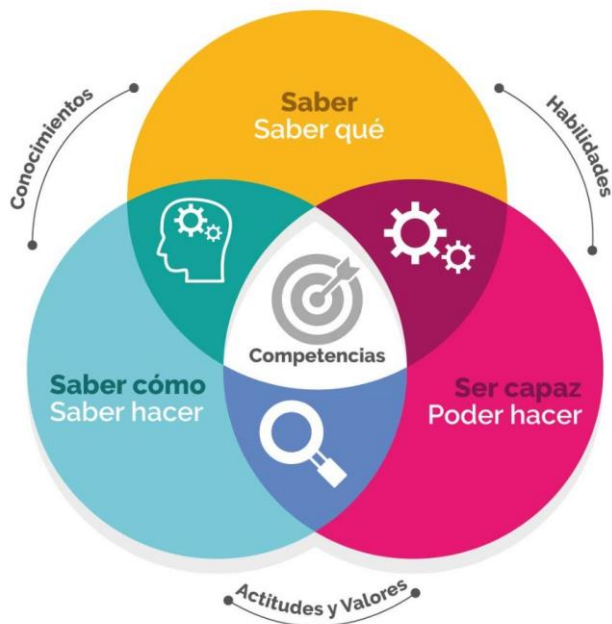 Saber
Saber qué
Conocimientos
Habilidades
Competencias
Saber cómo
Saber hacer
Ser capaz
Poder hacer
Actitudes y Valores